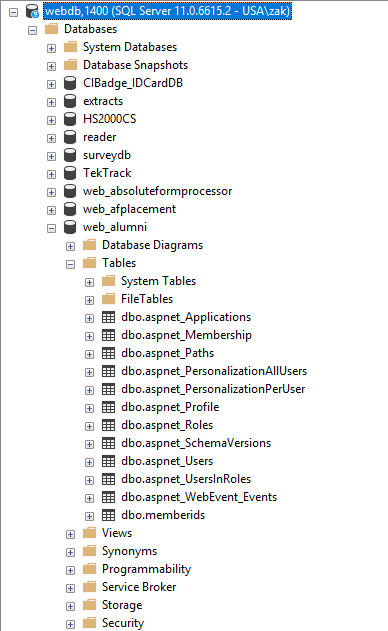 webdb,1400 (SQL Server 11.0.6615.2 - USA\zak)
Databases
System Databases
Database Snapshots
CIBadge_IDCardDB
extracts
HS2000CS
reader
surveydb
TekTrack
web_absoluteformprocessor
web_afplacement
web_alumni
Database Diagrams
Tables
System Tables
FileTables
dbo.aspnet_Applications
dbo.aspnet_Membership
dbo.aspnet_Paths
dbo.aspnet_PersonalizationAllUsers
dbo.aspnet_PersonalizationPerUser
dbo.aspnet_Profile
dbo.aspnet_Roles
dbo.aspnet_SchemaVersions
dbo.aspnet_Users
dbo.aspnet_UsersInRoles
dbo.aspnet_WebEvent_Events
dbo.memberids
Views
Synonyms
Programmability
Service Broker
Storage
Security